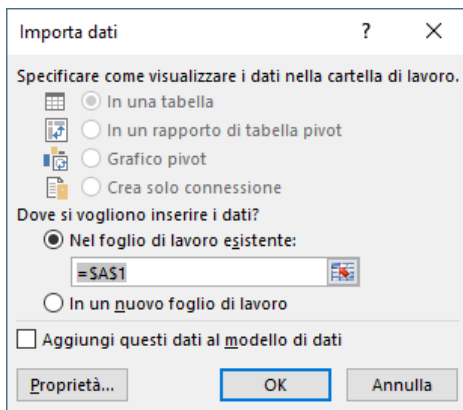 Importa dati
?
Specificare come visualizzare i dati nella cartella di lavoro.
In una tabella
In un rapporto di tabella pivot
Grafico pivot
Crea solo connessione
Dove si vogliono inserire i dati?
Nel foglio di lavoro esistente:
=$A$1
In un nuovo foglio di lavoro
Aggiungi questi dati al modello di dati
Proprietà... OK Annulla